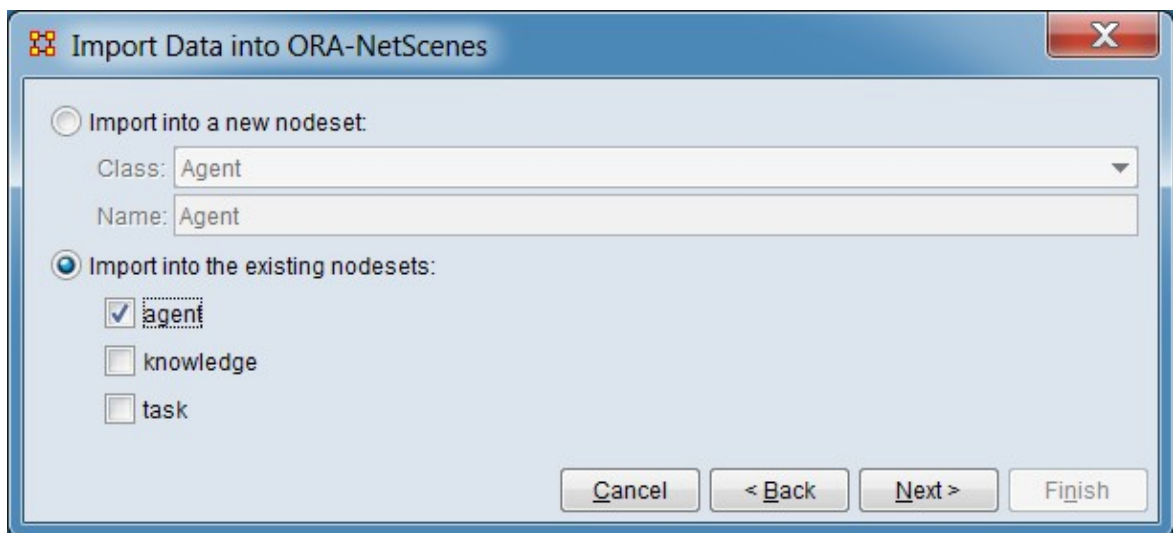 Import Data into ORA-NetScenes
Import into a new nodeset:
Class: Agent
Name: Agent
Import into the existing nodesets:
agent
knowledge
task
Cancel < Back Next > Finish